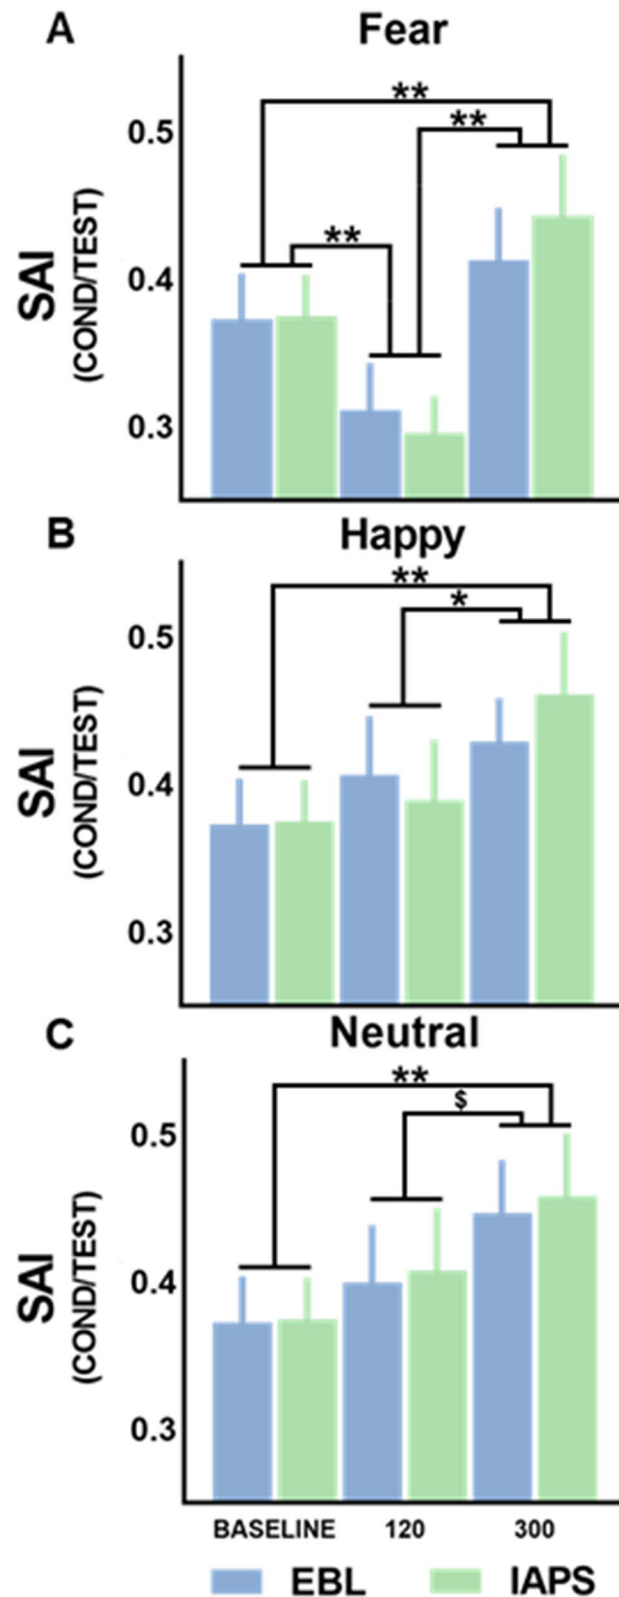 A
Fear
**
**
**
0.5
0.4
0.3
SAI
(COND/TEST)
B
Happy
**
*
0.5
0.4
0.3
SAI
(COND/TEST)
C
Neutral
**
$
0.5
0.4
0.3
SAI
(COND/TEST)
BASELINE 120 300
EBL IAPS